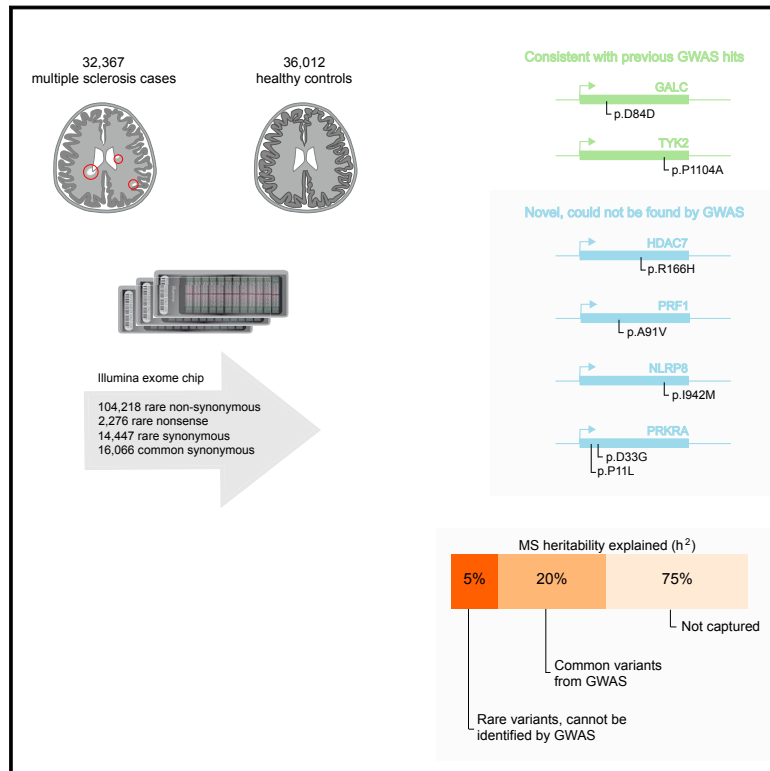 32,367
multiple sclerosis cases
36,012
healthy controls
Illumina exome chip
104,218 rare non-synonymous
2,276 rare nonsense
14,447 rare synonymous
16,066 common synonymous
Consistent with previous GWAS hits
GALC
p.D84D
TYK2
p.P1104A
Novel, could not be found by GWAS
HDAC7
p.R166H
PRF1
p.A91V
NLRP8
p.I942M
PRKRA
p.D33G
p.P11L
MS heritability explained (h²)
5%
20%
75%
Not captured
Common variants
from GWAS
Rare variants, cannot be
identified by GWAS